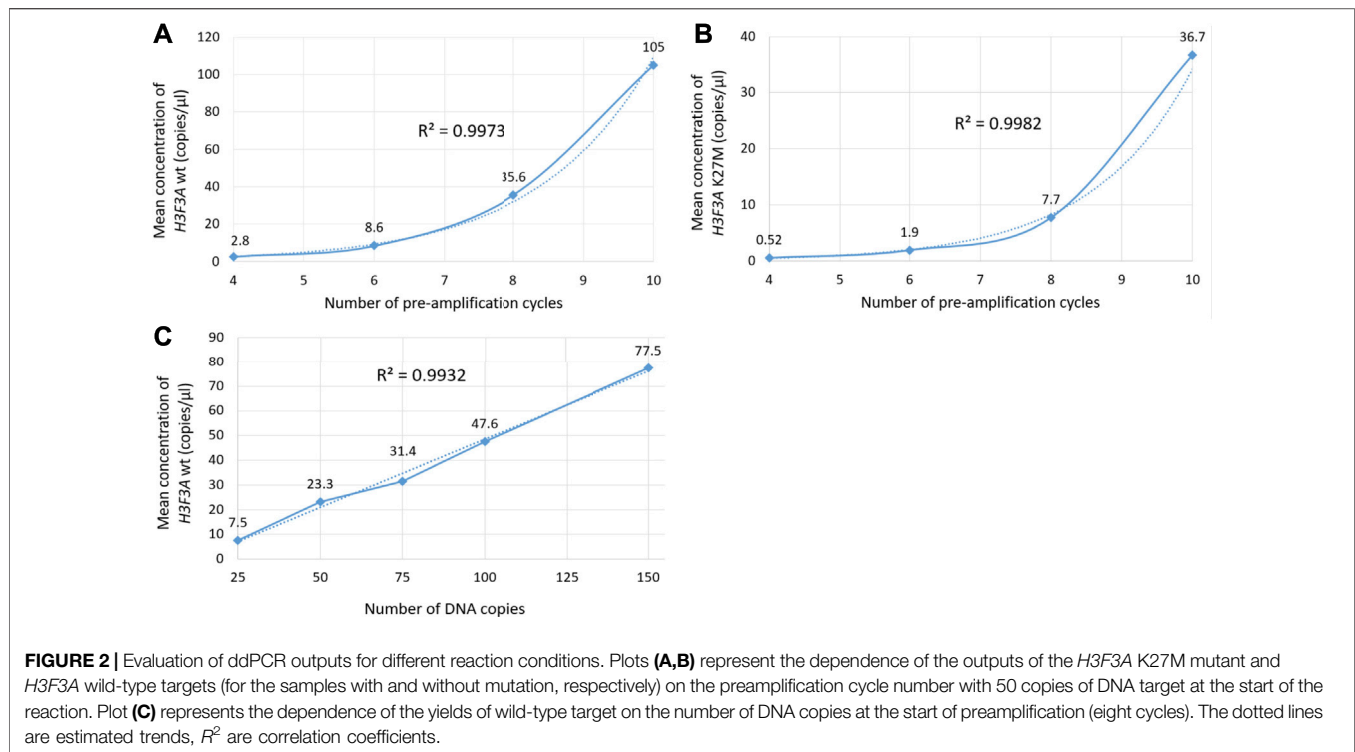 A
Mean concentration of
H3F3A wt (copies/µl)
120
100
80
60
40
20
0
2.8
8.6
35.6
105
R² = 0.9973
4 5 6 7 8 9 10
Number of pre-amplification cycles
B
Mean concentration of
H3F3A K27M (copies/µl)
40
30
20
10
0
0.52
1.9
7.7
36.7
R² = 0.9982
4 5 6 7 8 9 10
Number of pre-amplification cycles
C
Mean concentration of
H3F3A wt (copies/µl)
90
80
70
60
50
40
30
20
10
0
7.5
23.3
31.4
47.6
77.5
R² = 0.9932
25 50 75 100 125 150
Number of DNA copies
FIGURE 2 | Evaluation of ddPCR outputs for different reaction conditions. Plots (A,B) represent the dependence of the outputs of the H3F3A K27M mutant and
H3F3A wild-type targets (for the samples with and without mutation, respectively) on the preamplification cycle number with 50 copies of DNA target at the start of the
reaction. Plot (C) represents the dependence of the yields of wild-type target on the number of DNA copies at the start of preamplification (eight cycles). The dotted lines
are estimated trends, R² are correlation coefficients.